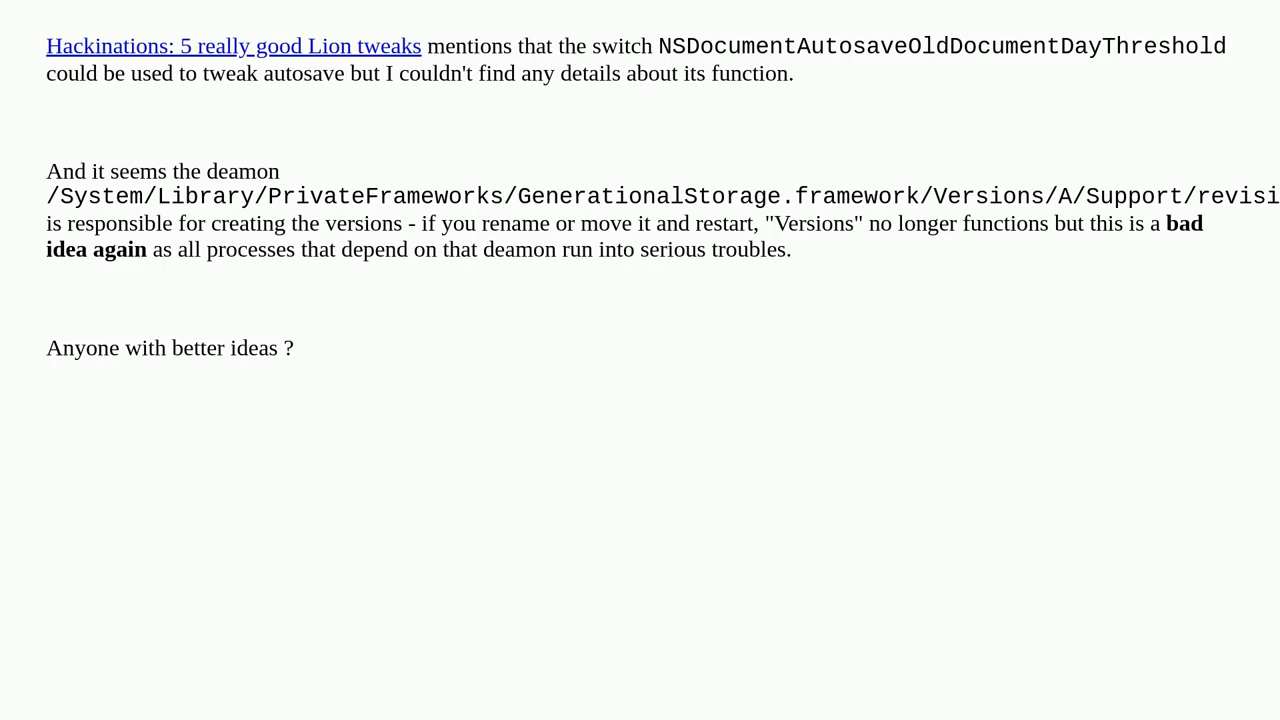 Hackinations: 5 really good Lion tweaks mentions that the switch NSDocumentAutosaveOldDocumentDayThreshold
could be used to tweak autosave but I couldn't find any details about its function.
And it seems the deamon
/System/Library/PrivateFrameworks/GenerationalStorage.framework/Versions/A/Support/revisi
is responsible for creating the versions - if you rename or move it and restart, "Versions" no longer functions but this is a bad
idea again as all processes that depend on that deamon run into serious troubles.
Anyone with better ideas ?